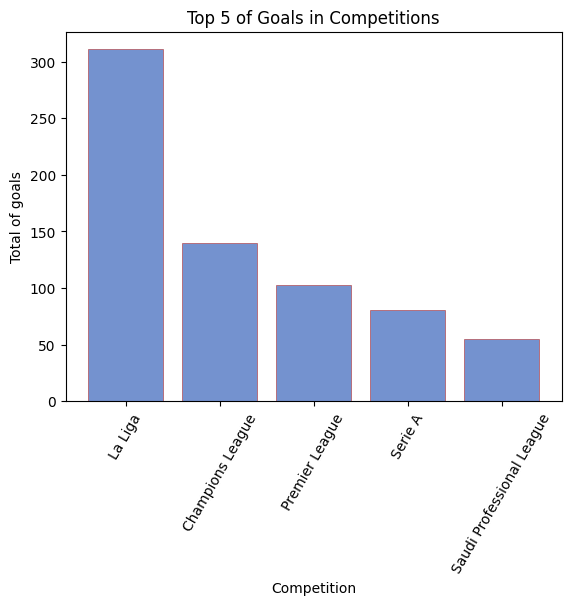 Top 5 of Goals in Competitions
Total of goals
300
250
200
150
100
50
0
La Liga
Champions League
Premier League
Serie A
Saudi Professional League
Competition